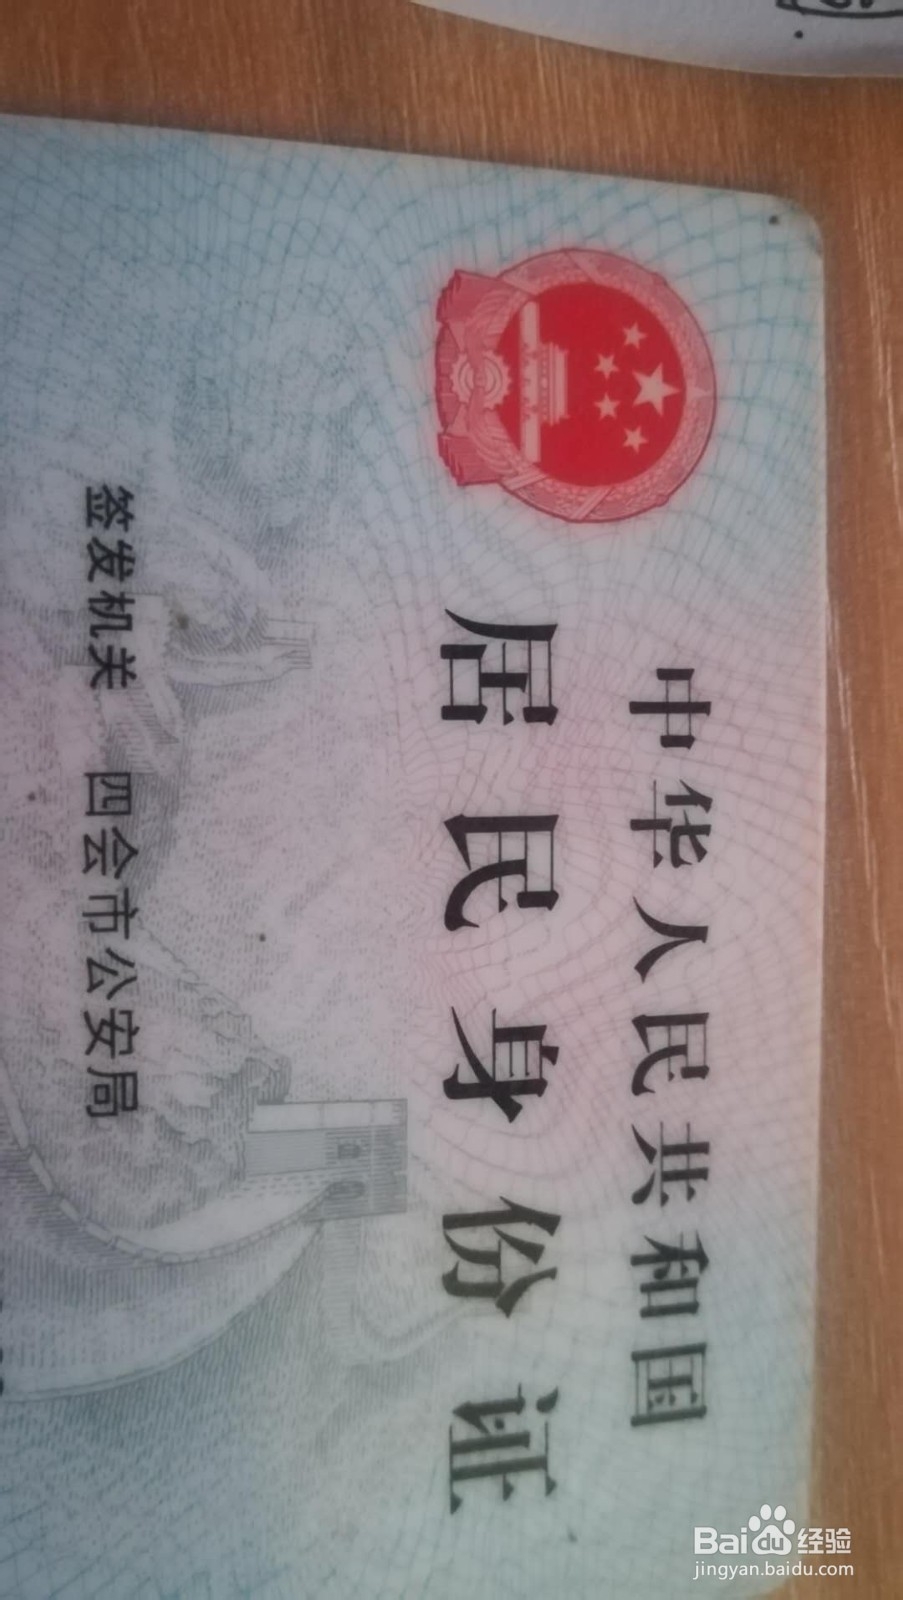 中华人民共和国
居民身份证
签发机关 四会市公安局
Baidu 经验
jingyan.baidu.com